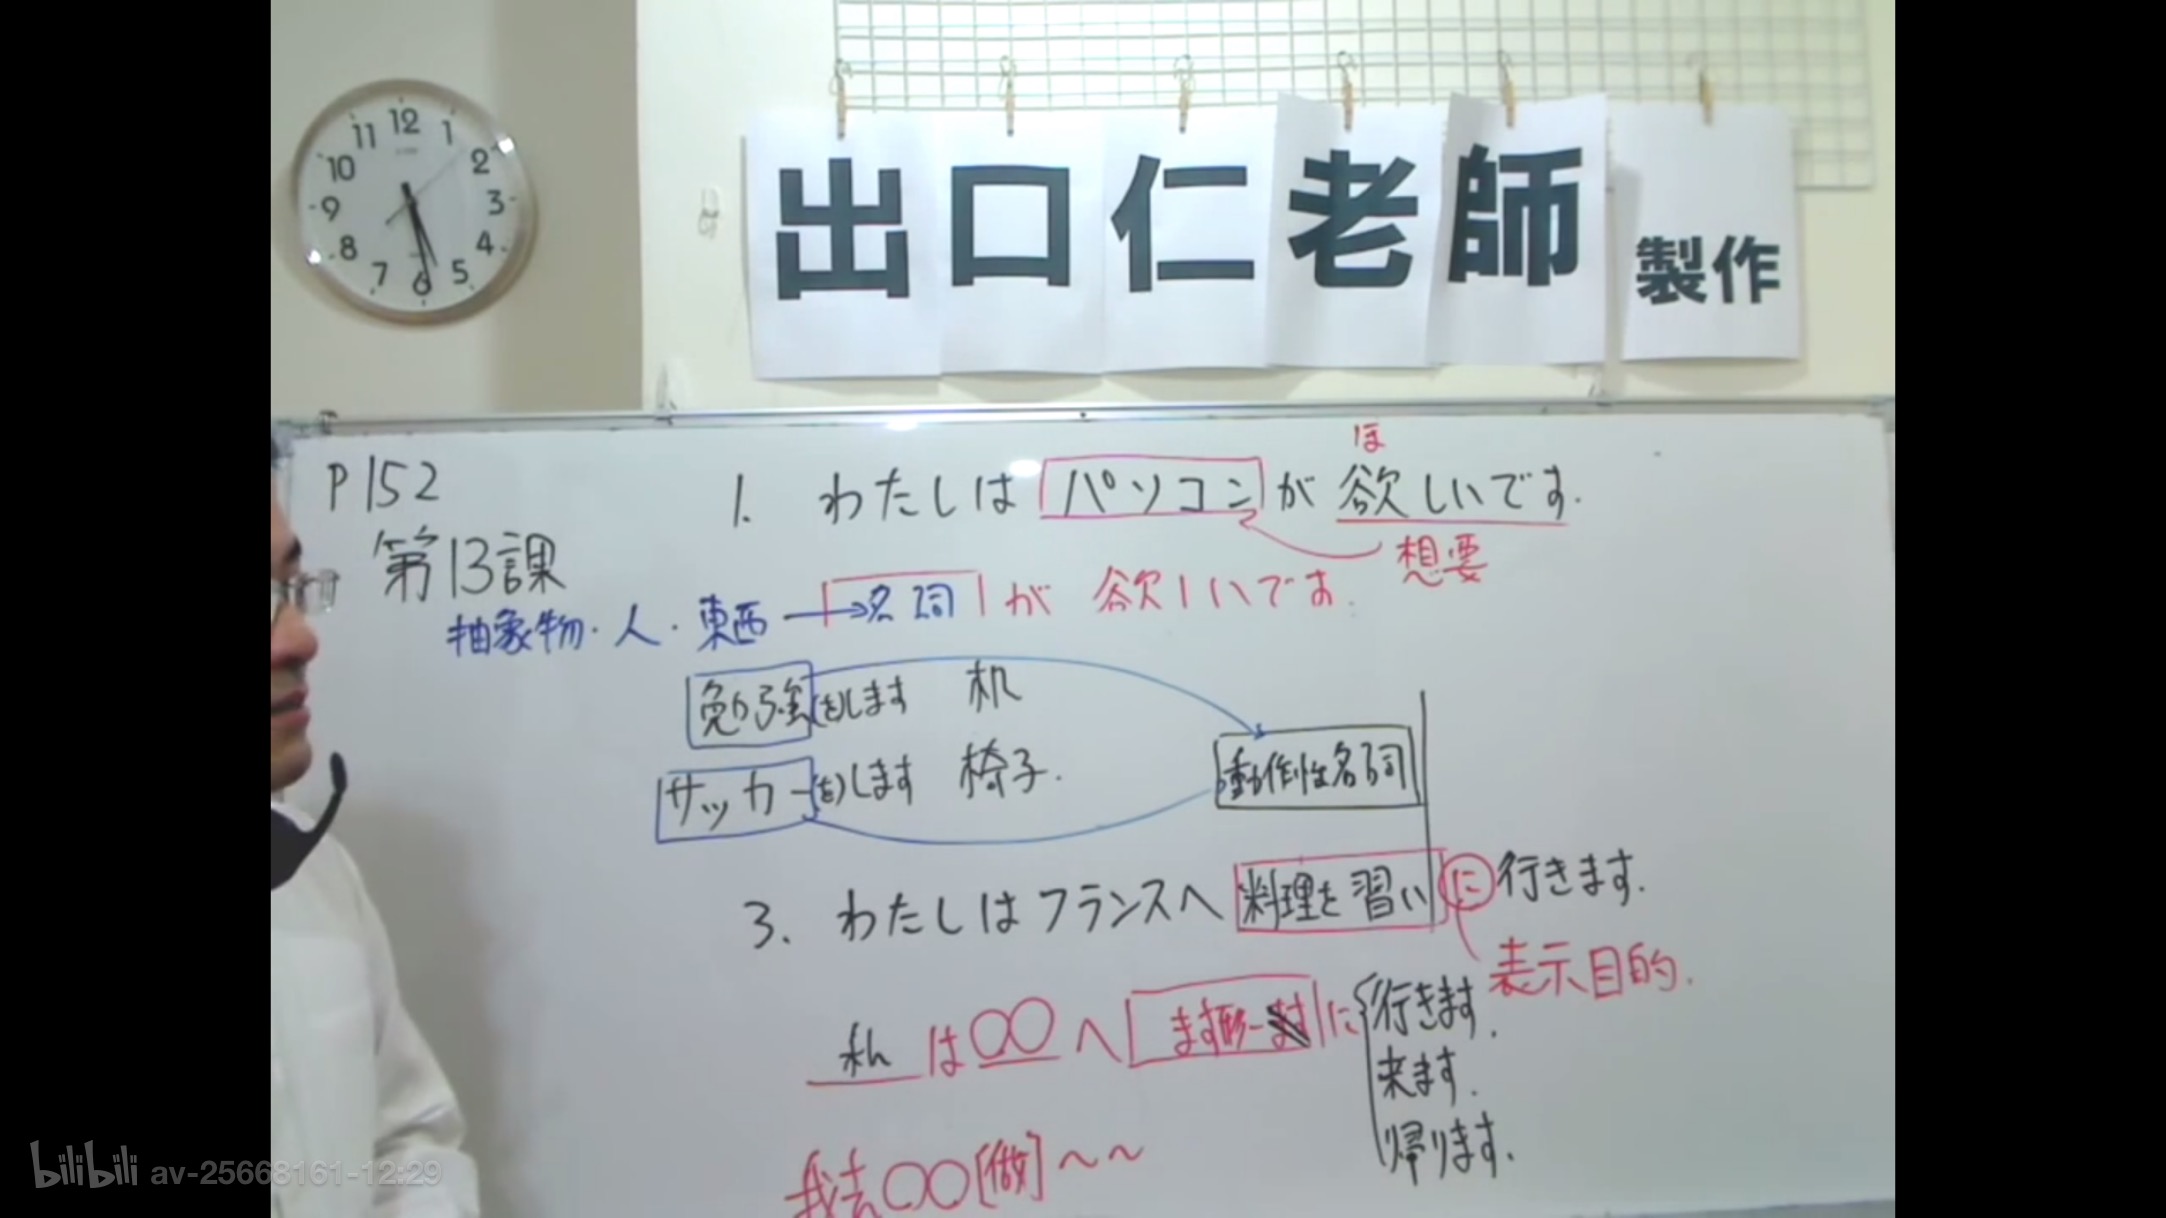 12 1 2 3 4 5 6 7 8 9 10 11
出口仁老師 製作
P152
第13課
ほ
1. わたしは パソコン が 欲しいです.
想要
抽象物・人・東西 → 名詞 が 欲しいです.
勉強(を)します 机
サッカー(を)します 椅子.
動作性名詞
3. わたしはフランスへ 料理を習い に 行きます.
表示目的.
私 は 〇〇 へ ます形-ます に 行きます.
来ます.
帰ります.
我去〇〇[做]~~
bilibili av-25668161-12:29